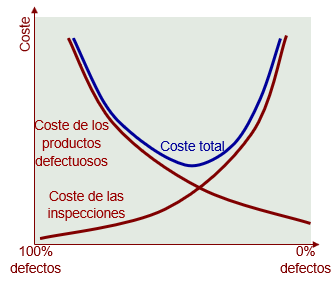 Coste
Coste de los
productos
defectuosos
Coste total
Coste de las
inspecciones
100%
defectos
0%
defectos